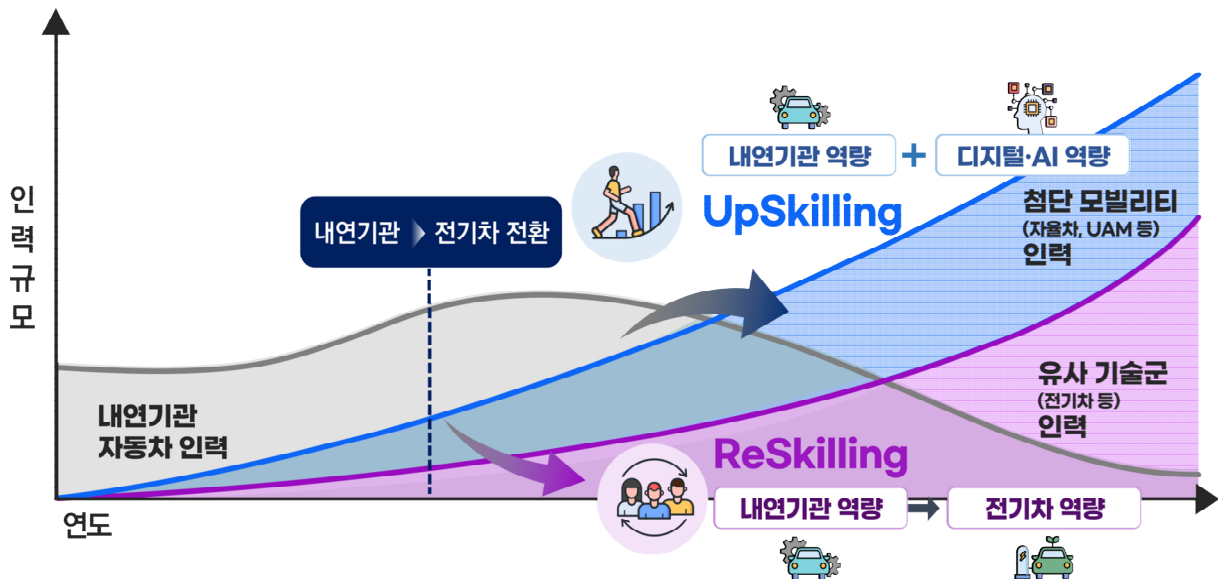 인력규모
내연기관 전기차 전환
내연기관 역량 + 디지털·AI 역량
UpSkilling
첨단 모빌리티
(자율차, UAM 등)
인력
내연기관
자동차 인력
유사 기술군
(전기차 등)
인력
ReSkilling
내연기관 역량 전기차 역량
연도